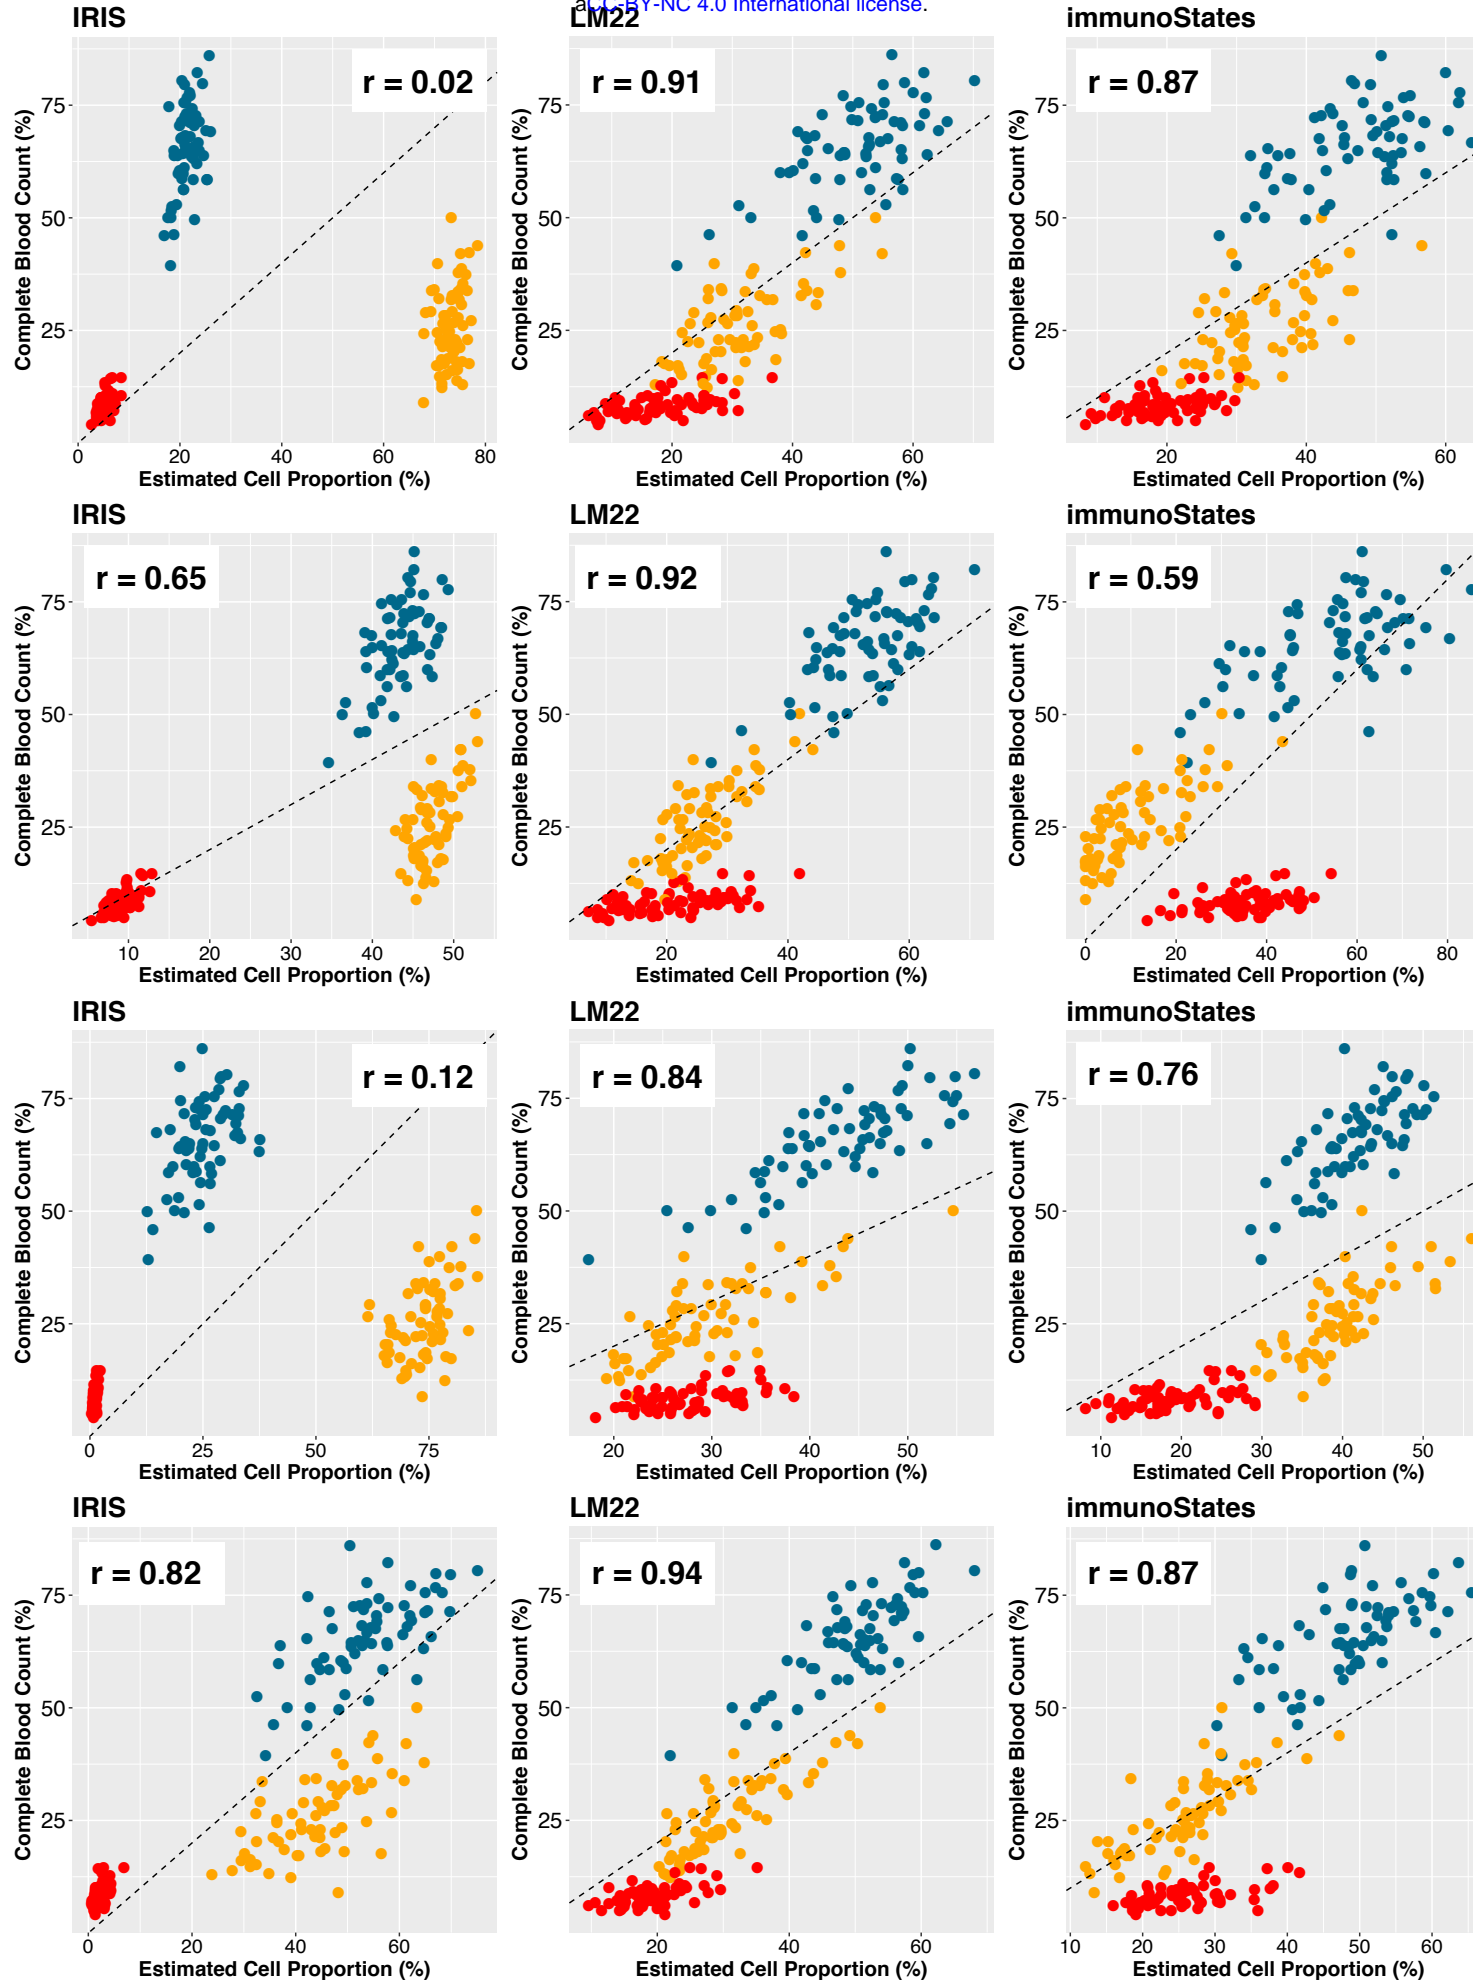 aCC-BY-NC 4.0 International license.
IRIS
LM22
immunoStates
r = 0.02
r = 0.91
r = 0.87
Complete Blood Count (%)
75
50
25
0 20 40 60 80
Estimated Cell Proportion (%)
Complete Blood Count (%)
75
50
25
20 40 60
Estimated Cell Proportion (%)
Complete Blood Count (%)
75
50
25
20 40 60
Estimated Cell Proportion (%)
IRIS
LM22
immunoStates
r = 0.65
r = 0.92
r = 0.59
Complete Blood Count (%)
75
50
25
10 20 30 40 50
Estimated Cell Proportion (%)
Complete Blood Count (%)
75
50
25
20 40 60
Estimated Cell Proportion (%)
Complete Blood Count (%)
75
50
25
0 20 40 60 80
Estimated Cell Proportion (%)
IRIS
LM22
immunoStates
r = 0.12
r = 0.84
r = 0.76
Complete Blood Count (%)
75
50
25
0 25 50 75
Estimated Cell Proportion (%)
Complete Blood Count (%)
75
50
25
20 30 40 50
Estimated Cell Proportion (%)
Complete Blood Count (%)
75
50
25
10 20 30 40 50
Estimated Cell Proportion (%)
IRIS
LM22
immunoStates
r = 0.82
r = 0.94
r = 0.87
Complete Blood Count (%)
75
50
25
0 20 40 60
Estimated Cell Proportion (%)
Complete Blood Count (%)
75
50
25
20 40 60
Estimated Cell Proportion (%)
Complete Blood Count (%)
75
50
25
10 20 30 40 50 60
Estimated Cell Proportion (%)